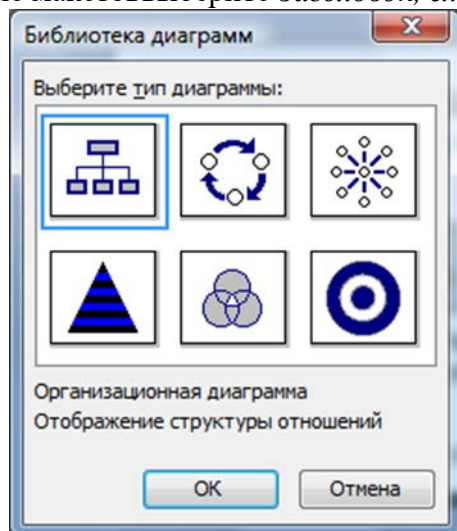 Библиотека диаграмм
Выберите тип диаграммы:
Организационная диаграмма
Отображение структуры отношений
ОК
Отмена